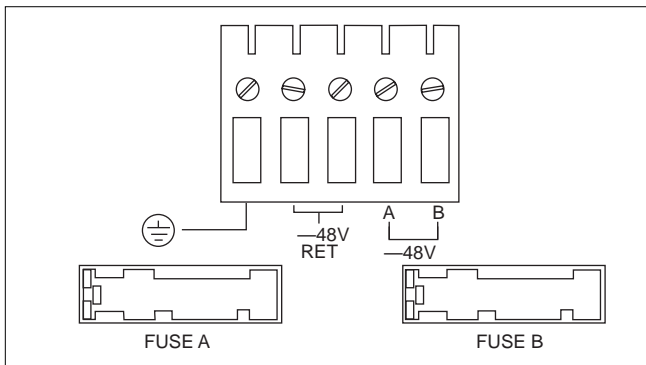 A B
—48V
RET
—48V
FUSE A
FUSE B